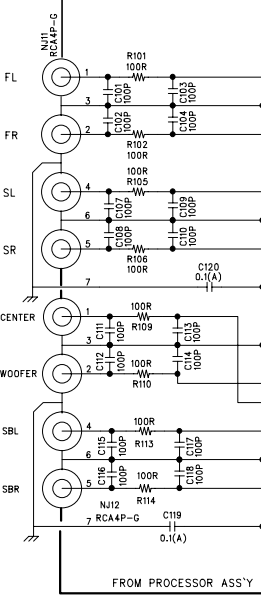 NJ11
RCA4P-G
R101
100R
FL
1
C101
100P
C103
100P
3
C102
100P
C104
100P
FR
2
R102
100R
100R
R105
SL
4
C107
100P
C109
100P
6
C108
100P
C110
100P
SR
5
R106
100R
C120
7
0.1(A)
CENTER
1
100R
R109
C111
100P
C113
100P
3
C112
100P
C114
100P
WOOFER
2
100R
R110
SBL
4
100R
R113
C115
100P
C117
100P
6
C116
100P
C118
100P
SBR
5
100R
R114
NJ12
RCA4P-G
7
C119
0.1(A)
FROM PROCESSOR ASS'Y